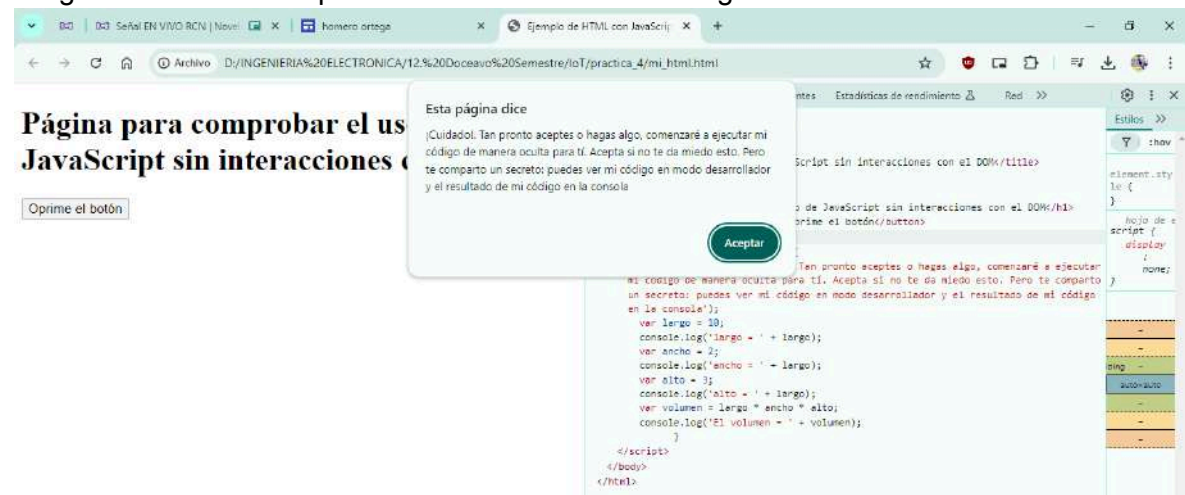 Señal EN VIVO RCN | Novel
homero ortega
Ejemplo de HTML con JavaScrip
Archivo D:/INGENIERIA%20ELECTRONICA/12.%20Doceavo%20Semestre/IoT/practica_4/mi_html.html
Página para comprobar el us
JavaScript sin interacciones
Oprime el botón
Esta página dice
¡Cuidado!. Tan pronto aceptes o hagas algo, comenzaré a ejecutar mi
código de manera oculta para tí. Acepta si no te da miedo esto. Pero
te comparto un secreto: puedes ver mi código en modo desarrollador
y el resultado de mi código en la consola
Aceptar
ntes Estadísticas de rendimiento Red
Estilos
:hov
Script sin interacciones con el DOM</title>
o de JavaScript sin interacciones con el DOM</h1>
prime el botón</button>
Tan pronto aceptes o hagas algo, comenzaré a ejecutar
mi código de manera oculta para tí. Acepta si no te da miedo esto. Pero te comparto
un secreto: puedes ver mi código en modo desarrollador y el resultado de mi código
en la consola');
var largo = 10;
console.log('largo = ' + largo);
var ancho = 2;
console.log('ancho = ' + largo);
var alto = 3;
console.log('alto = ' + largo);
var volumen = largo * ancho * alto;
console.log('El volumen = ' + volumen);
}
</script>
</body>
</html>
element.sty
le {
}
hoja de e
script {
display
:
none;
}
auto×auto